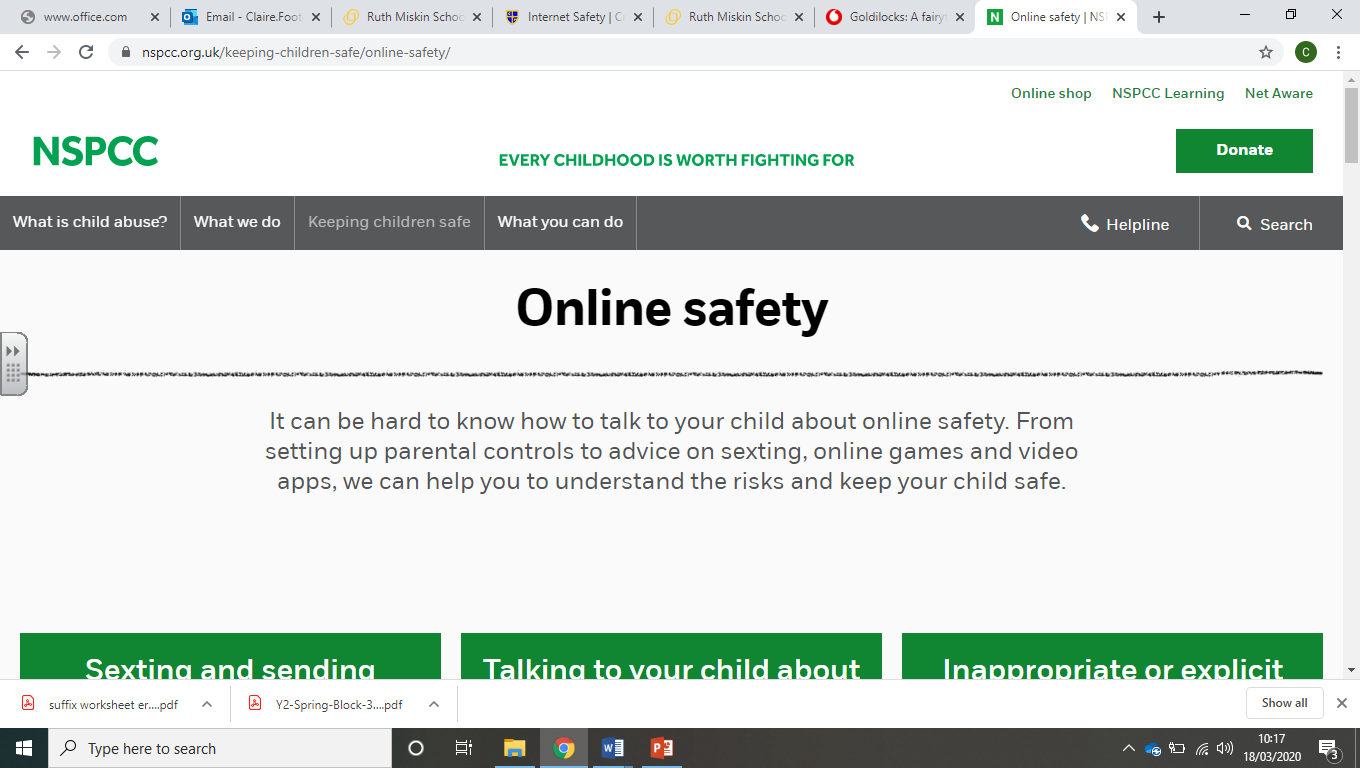 www.office.com
Email - Claire.Foot
Ruth Miskin Schoo
Internet Safety | C
Ruth Miskin Schoo
Goldilocks: A fairyt
Online safety | NS
nspcc.org.uk/keeping-children-safe/online-safety/
C
Online shop NSPCC Learning Net Aware
NSPCC
EVERY CHILDHOOD IS WORTH FIGHTING FOR
Donate
What is child abuse? What we do Keeping children safe What you can do Helpline Search
Online safety
It can be hard to know how to talk to your child about online safety. From
setting up parental controls to advice on sexting, online games and video
apps, we can help you to understand the risks and keep your child safe.
Sexting and sending
Talking to your child about
Inappropriate or explicit
suffix worksheet er....pdf
Y2-Spring-Block-3....pdf
Show all
Type here to search
10:17
18/03/2020
3